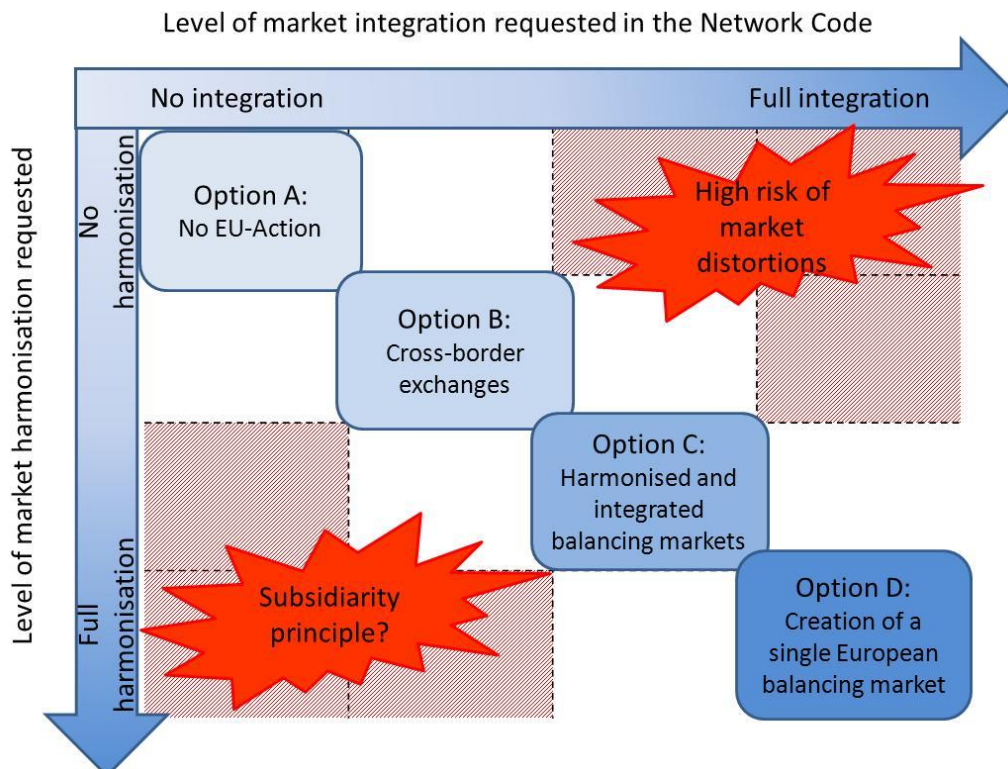 Level of market integration requested in the Network Code
No integration
Full integration
Level of market harmonisation requested
No
harmonisation
Full
harmonisation
Option A:
No EU-Action
High risk of
market
distortions
Option B:
Cross-border
exchanges
Option C:
Harmonised and
integrated
balancing markets
Subsidiarity
principle?
Option D:
Creation of a
single European
balancing market